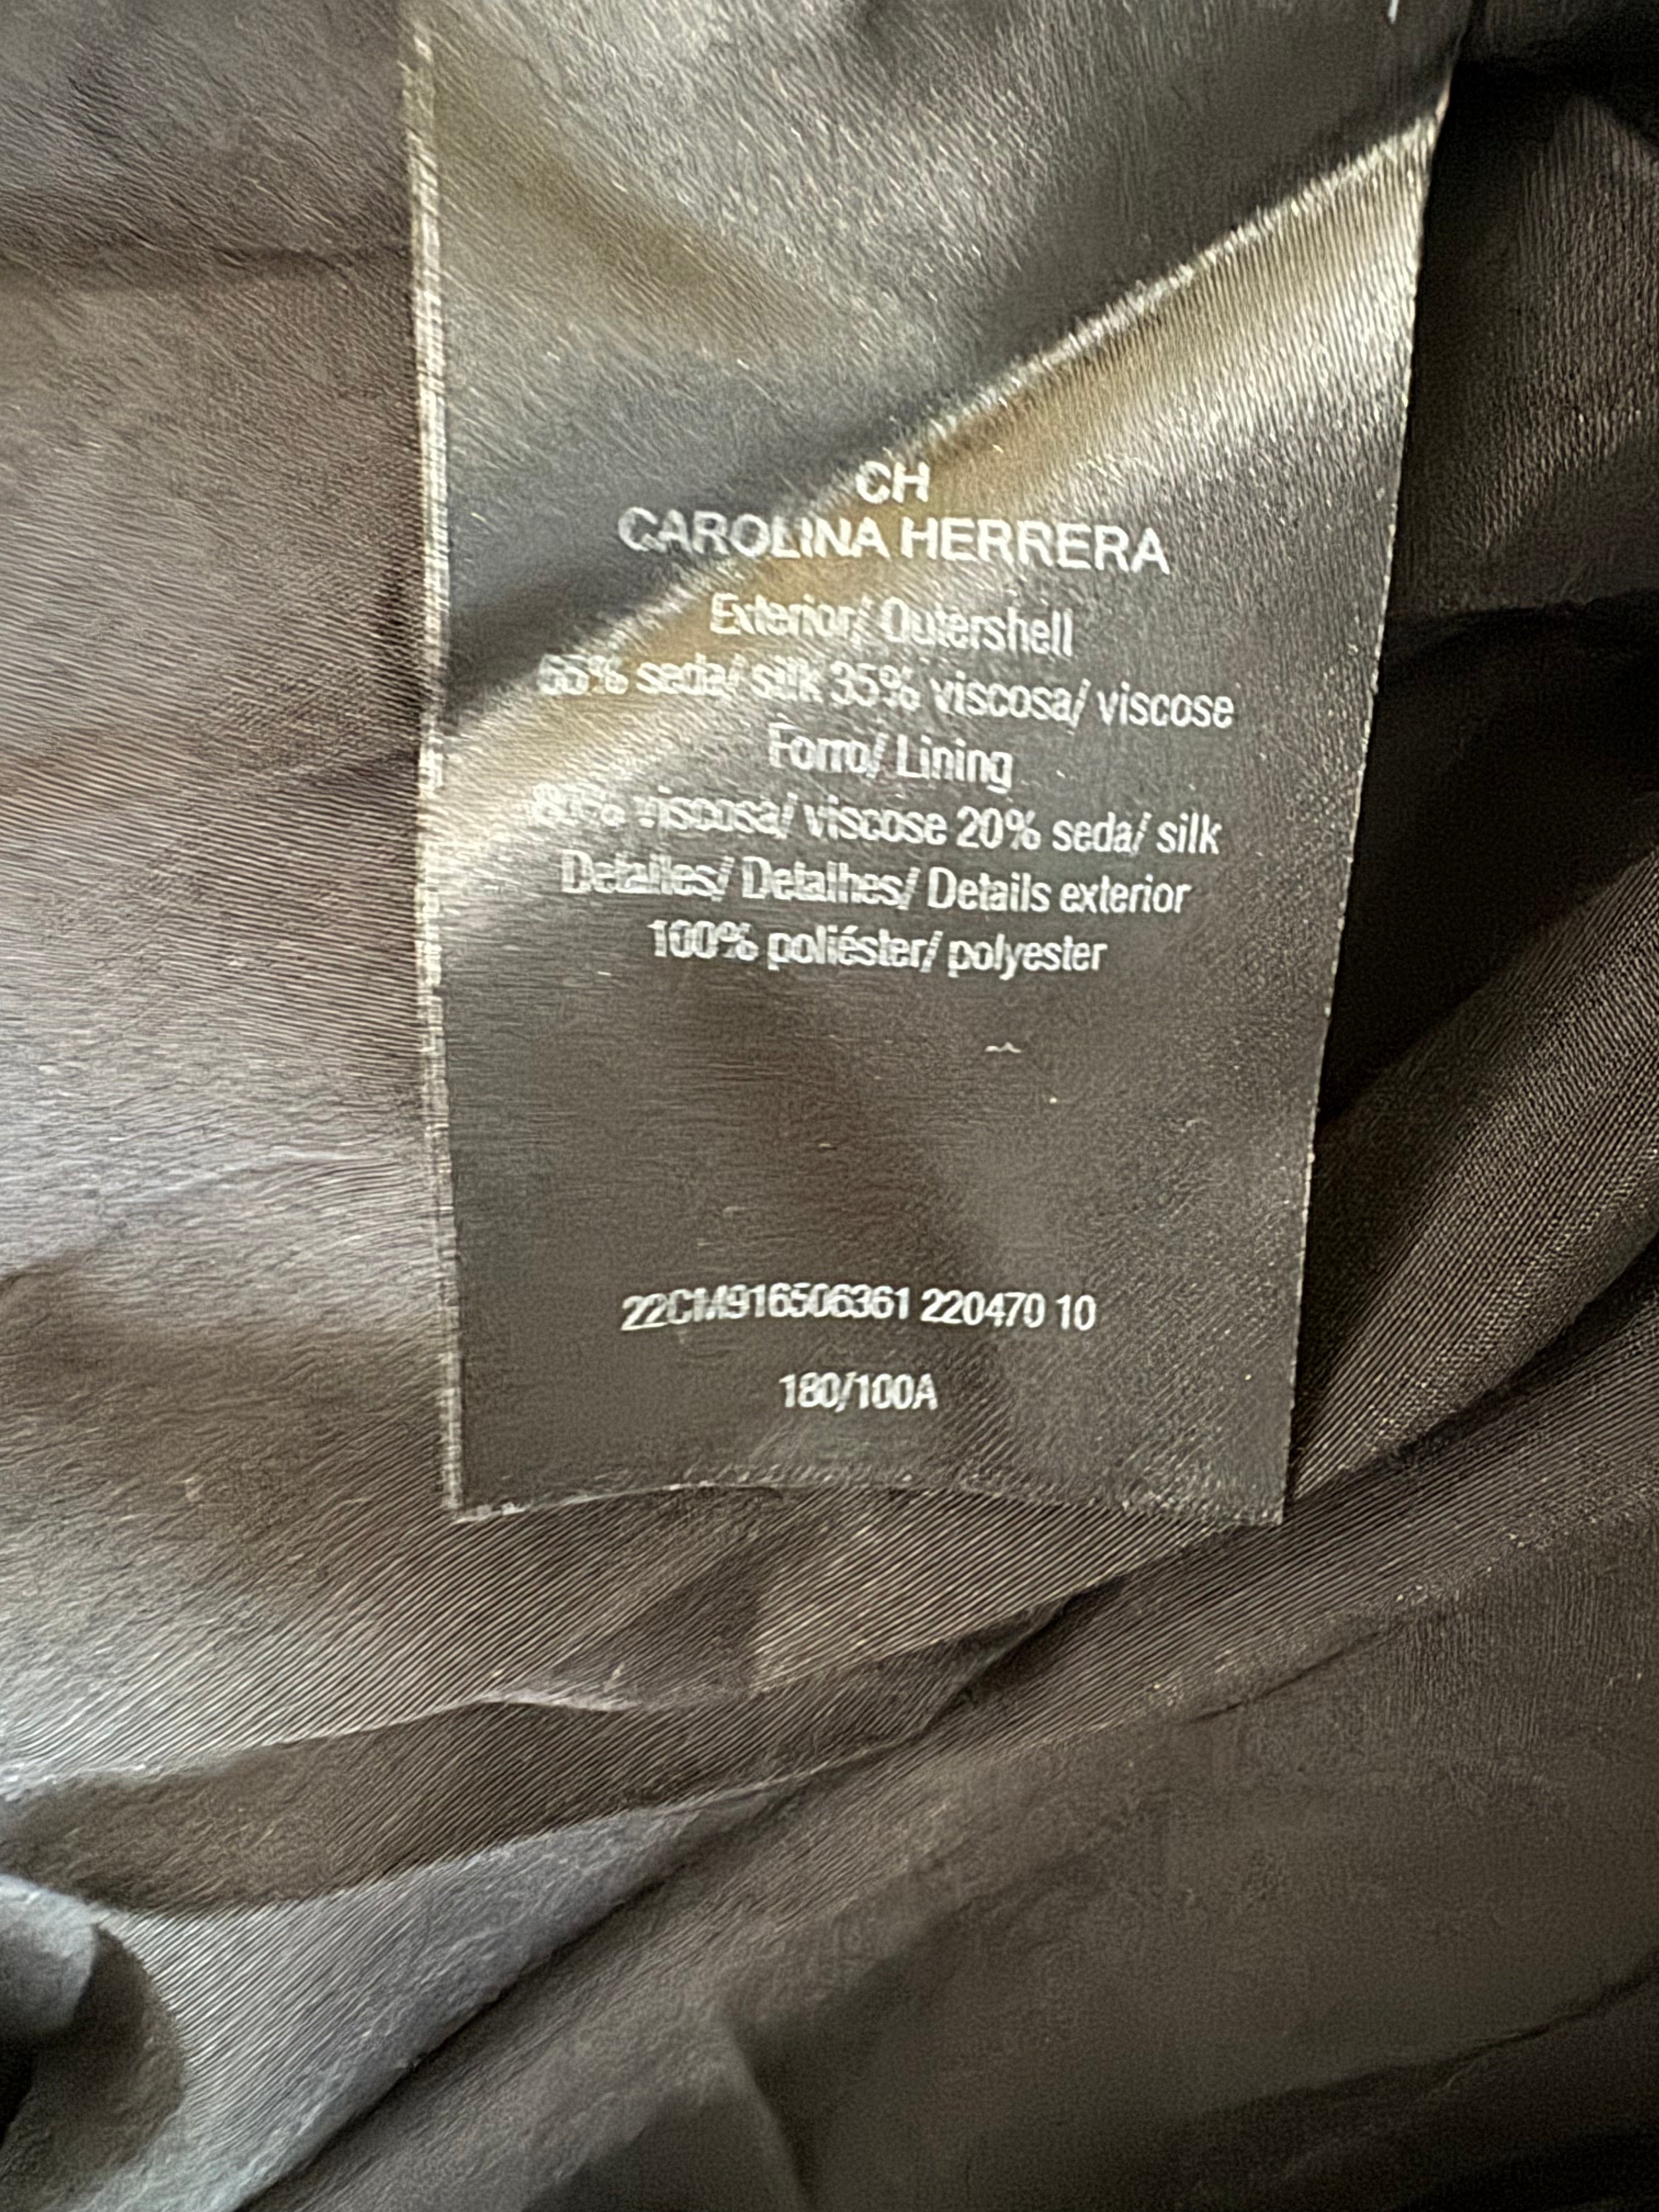 CH
CAROLINA HERRERA
Exterior/ Outershell
65% seda/ silk 35% viscosa/ viscose
Forro/ Lining
80% viscosa/ viscose 20% seda/ silk
Detalles/ Detalhes/ Details exterior
100% poliéster/ polyester
22CM916506361 220470 10
180/100A